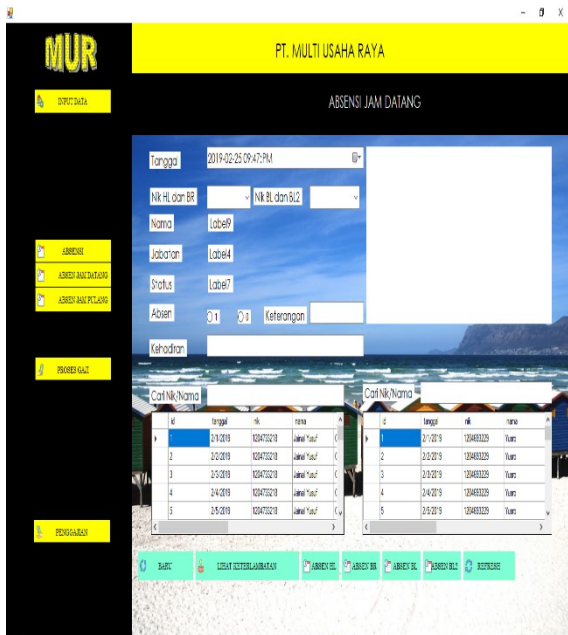 MUR
PT. MULTI USAHA RAYA
INPUT DATA
ABSENSI JAM DATANG
Tanggal 2019-02-25 09:47:PM
Nik HL dan BR Nik BL dan BL2
Nama Label9
Jabatan Label4
ABSENSI
ABSEN JAM DATANG
Status Label7
ABSEN JAM PULANG
Absen 1 0 Keterangan
Kehadiran
PROSES GAJI
Cari Nik/Nama Cari Nik/Nama
id tanggal nik nama id tanggal nik nama
1 2/1/2019 1204733218 Jainal Yusuf 1 2/1/2019 1204693229 Yusro
2 2/2/2019 1204733218 Jainal Yusuf 2 2/2/2019 1204693229 Yusro
3 2/3/2019 1204733218 Jainal Yusuf 3 2/3/2019 1204693229 Yusro
4 2/4/2019 1204733218 Jainal Yusuf 4 2/4/2019 1204693229 Yusro
5 2/5/2019 1204733218 Jainal Yusuf 5 2/5/2019 1204693229 Yusro
PENGGAJIAN
BARU LIHAT KETERLAMBATAN ABSEN HL ABSEN BR ABSEN BL ABSEN BL2 REFRESH